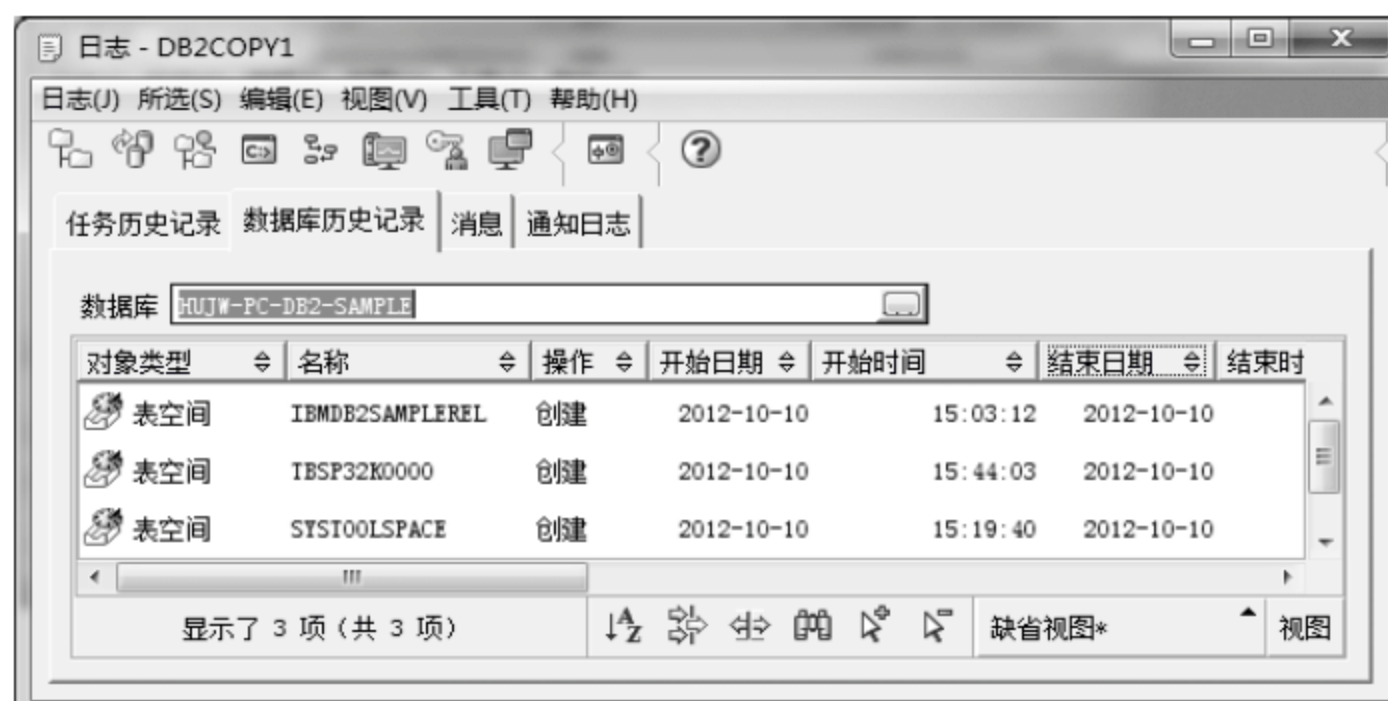 日志 - DB2COPY1
日志(J) 所选(S) 编辑(E) 视图(V) 工具(T) 帮助(H)
任务历史记录 数据库历史记录 消息 通知日志
数据库 HUJW-PC-DB2-SAMPLE
对象类型 名称 操作 开始日期 开始时间 结束日期 结束时
表空间 IBMDB2SAMPLEREL 创建 2012-10-10 15:03:12 2012-10-10
表空间 TBSP32K0000 创建 2012-10-10 15:44:03 2012-10-10
表空间 SYSTOOLSPACE 创建 2012-10-10 15:19:40 2012-10-10
显示了 3 项 (共 3 项) 缺省视图* 视图